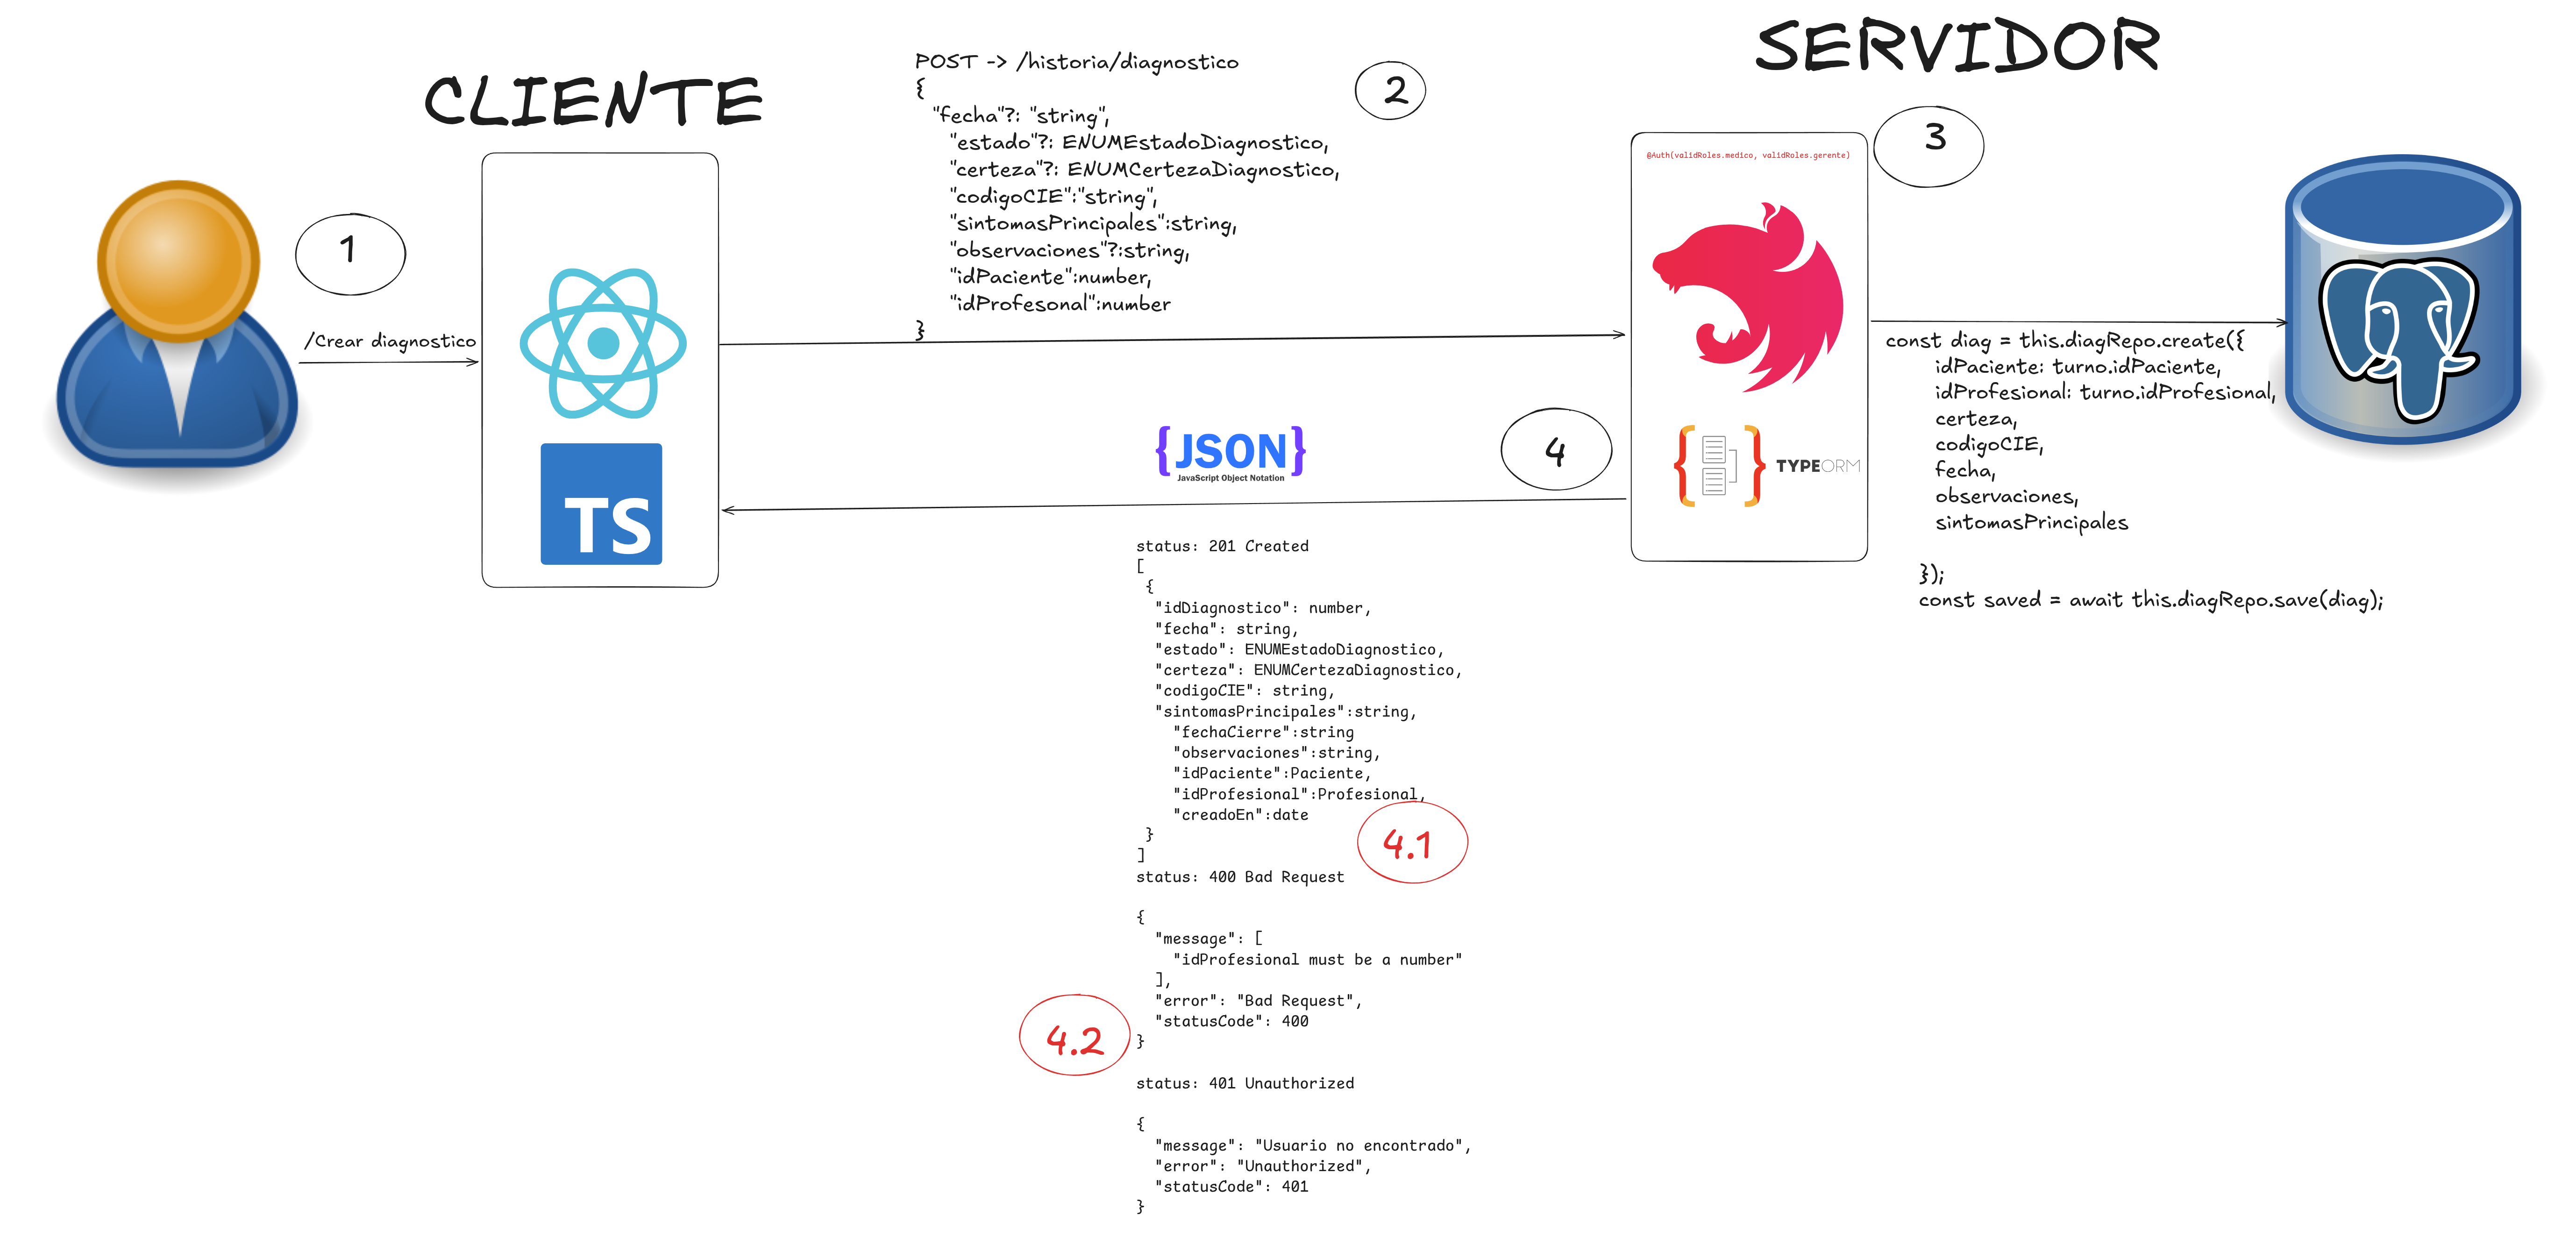 CLIENTE
SERVIDOR
1
/Crear diagnostico
TS
POST -> /historia/diagnostico
{
"fecha"?: "string",
"estado"?: ENUMEstadoDiagnostico,
"certeza"?: ENUMCertezaDiagnostico,
"codigoCIE":"string",
"sintomasPrincipales":string,
"observaciones"?:string,
"idPaciente":number,
"idProfesonal":number
}
2
3
@Auth(validRoles.medico, validRoles.gerente)
TYPEORM
const diag = this.diagRepo.create({
idPaciente: turno.idPaciente,
idProfesional: turno.idProfesional,
certeza,
codigoCIE,
fecha,
observaciones,
sintomasPrincipales
});
const saved = await this.diagRepo.save(diag);
4
{JSON}
JavaScript Object Notation
status: 201 Created
[
{
"idDiagnostico": number,
"fecha": string,
"estado": ENUMEstadoDiagnostico,
"certeza": ENUMCertezaDiagnostico,
"codigoCIE": string,
"sintomasPrincipales":string,
"fechaCierre":string
"observaciones":string,
"idPaciente":Paciente,
"idProfesional":Profesional,
"creadoEn":date
}
]
4.1
status: 400 Bad Request
{
"message": [
"idProfesional must be a number"
],
"error": "Bad Request",
"statusCode": 400
}
4.2
status: 401 Unauthorized
{
"message": "Usuario no encontrado",
"error": "Unauthorized",
"statusCode": 401
}